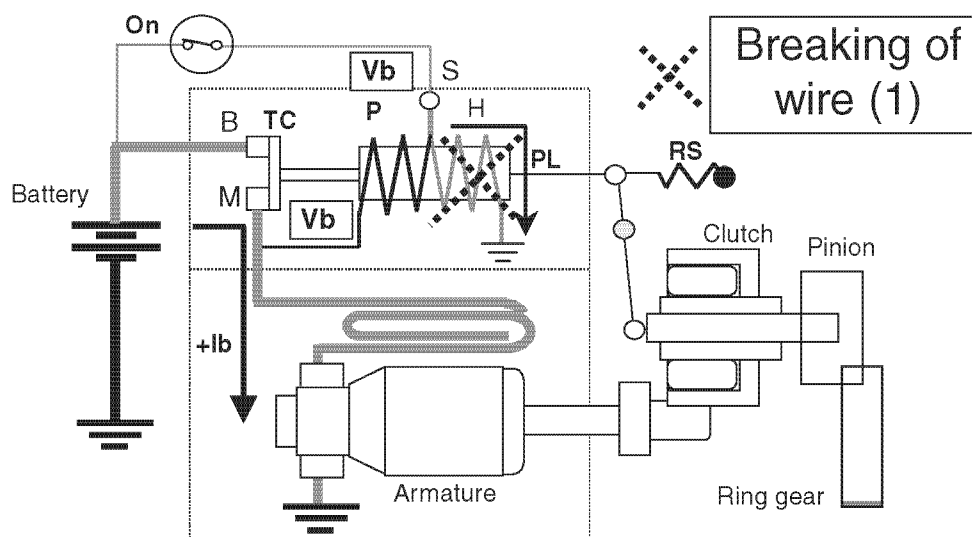 On
Breaking of
wire (1)
Vb
S
P
H
B
TC
PL
RS
Battery
M
Vb
Clutch
Pinion
+Ib
Armature
Ring gear